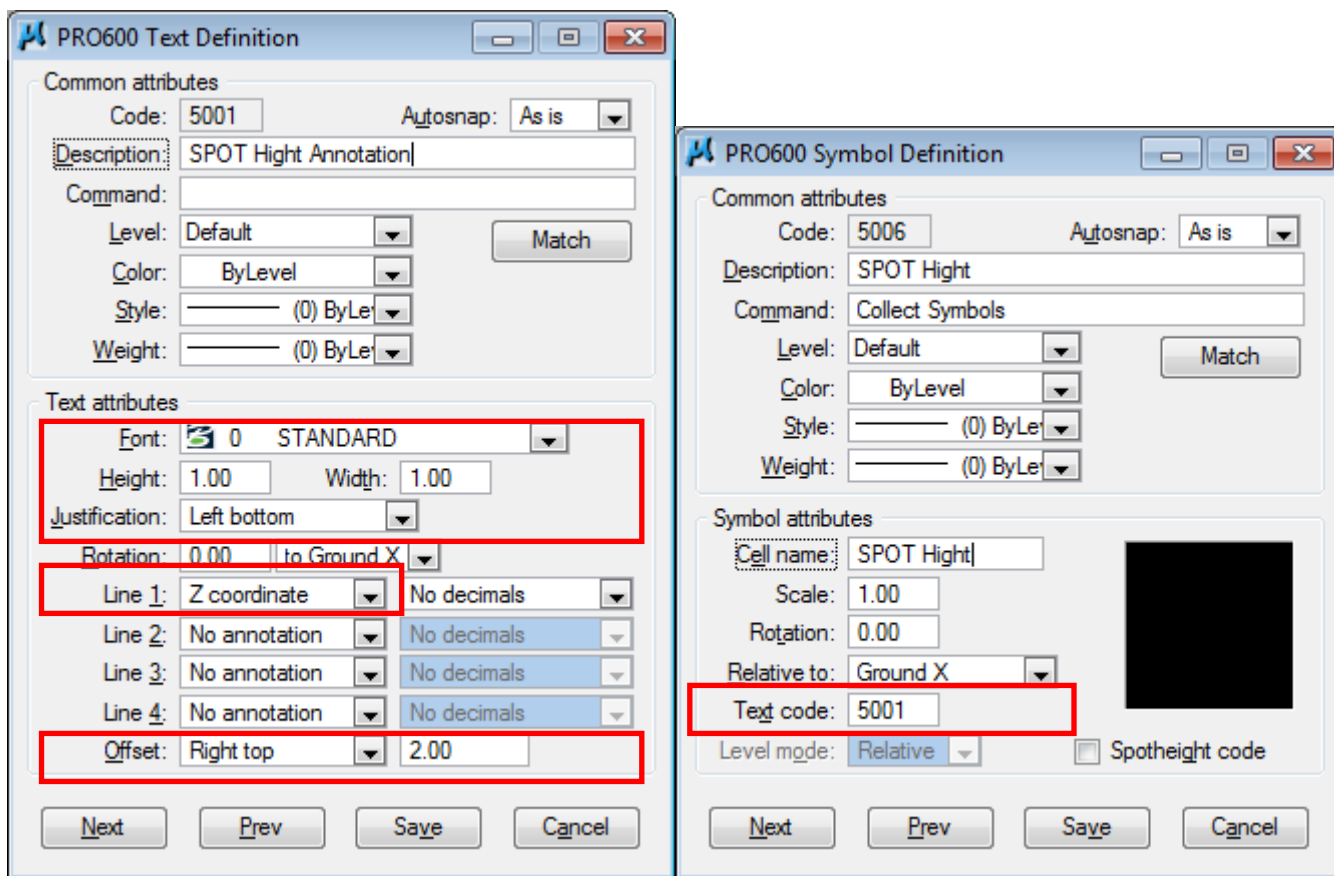 PRO600 Text Definition
Common attributes
Code: 5001 Autosnap: As is
Description: SPOT Hight Annotation
Command:
Level: Default
Match
Color: ByLevel
Style: (0) ByLe
Weight: (0) ByLe
Text attributes
Font: 0 STANDARD
Height: 1.00 Width: 1.00
Justification: Left bottom
Rotation: 0.00 to Ground X
Line 1: Z coordinate No decimals
Line 2: No annotation No decimals
Line 3: No annotation No decimals
Line 4: No annotation No decimals
Offset: Right top 2.00
Next Prev Save Cancel
PRO600 Symbol Definition
Common attributes
Code: 5006 Autosnap: As is
Description: SPOT Hight
Command: Collect Symbols
Level: Default
Match
Color: ByLevel
Style: (0) ByLe
Weight: (0) ByLe
Symbol attributes
Cell name: SPOT Hight
Scale: 1.00
Rotation: 0.00
Relative to: Ground X
Text code: 5001
Level mode: Relative Spotheight code
Next Prev Save Cancel